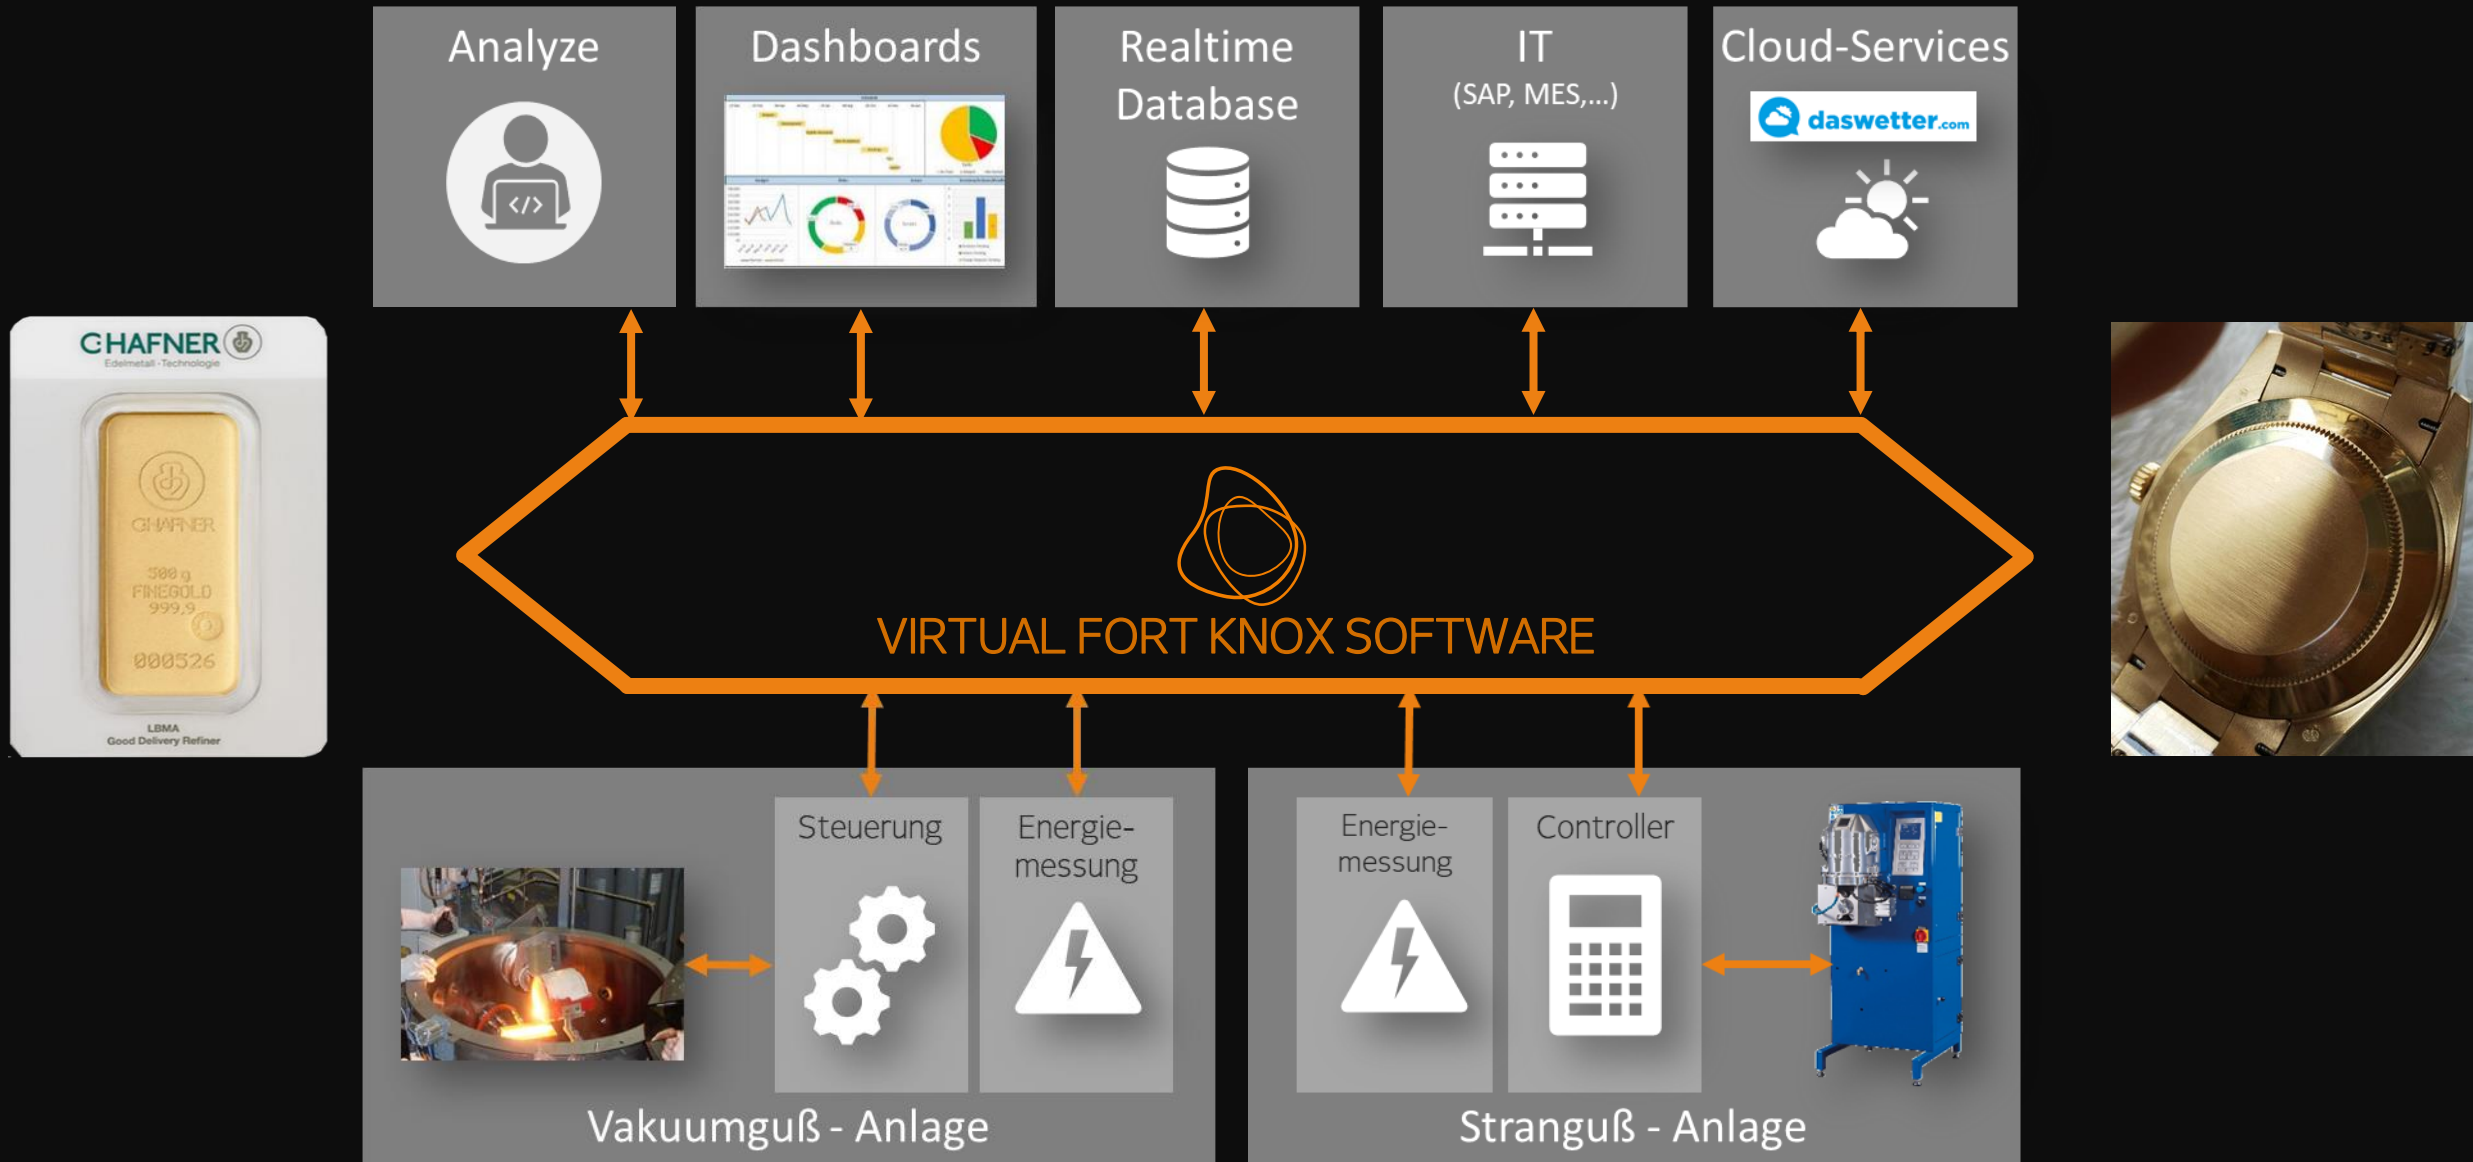 Analyze
Dashboards
Realtime
Database
IT
(SAP, MES,...)
Cloud-Services
daswetter.com
</>
C·HAFNER
Edelmetall · Technologie
C·HAFNER
500 g
FINEGOLD
999.9
000526
LBMA
Good Delivery Refiner
VIRTUAL FORT KNOX SOFTWARE
Steuerung
Energie-
messung
Vakuumguß - Anlage
Energie-
messung
Controller
Stranguß - Anlage